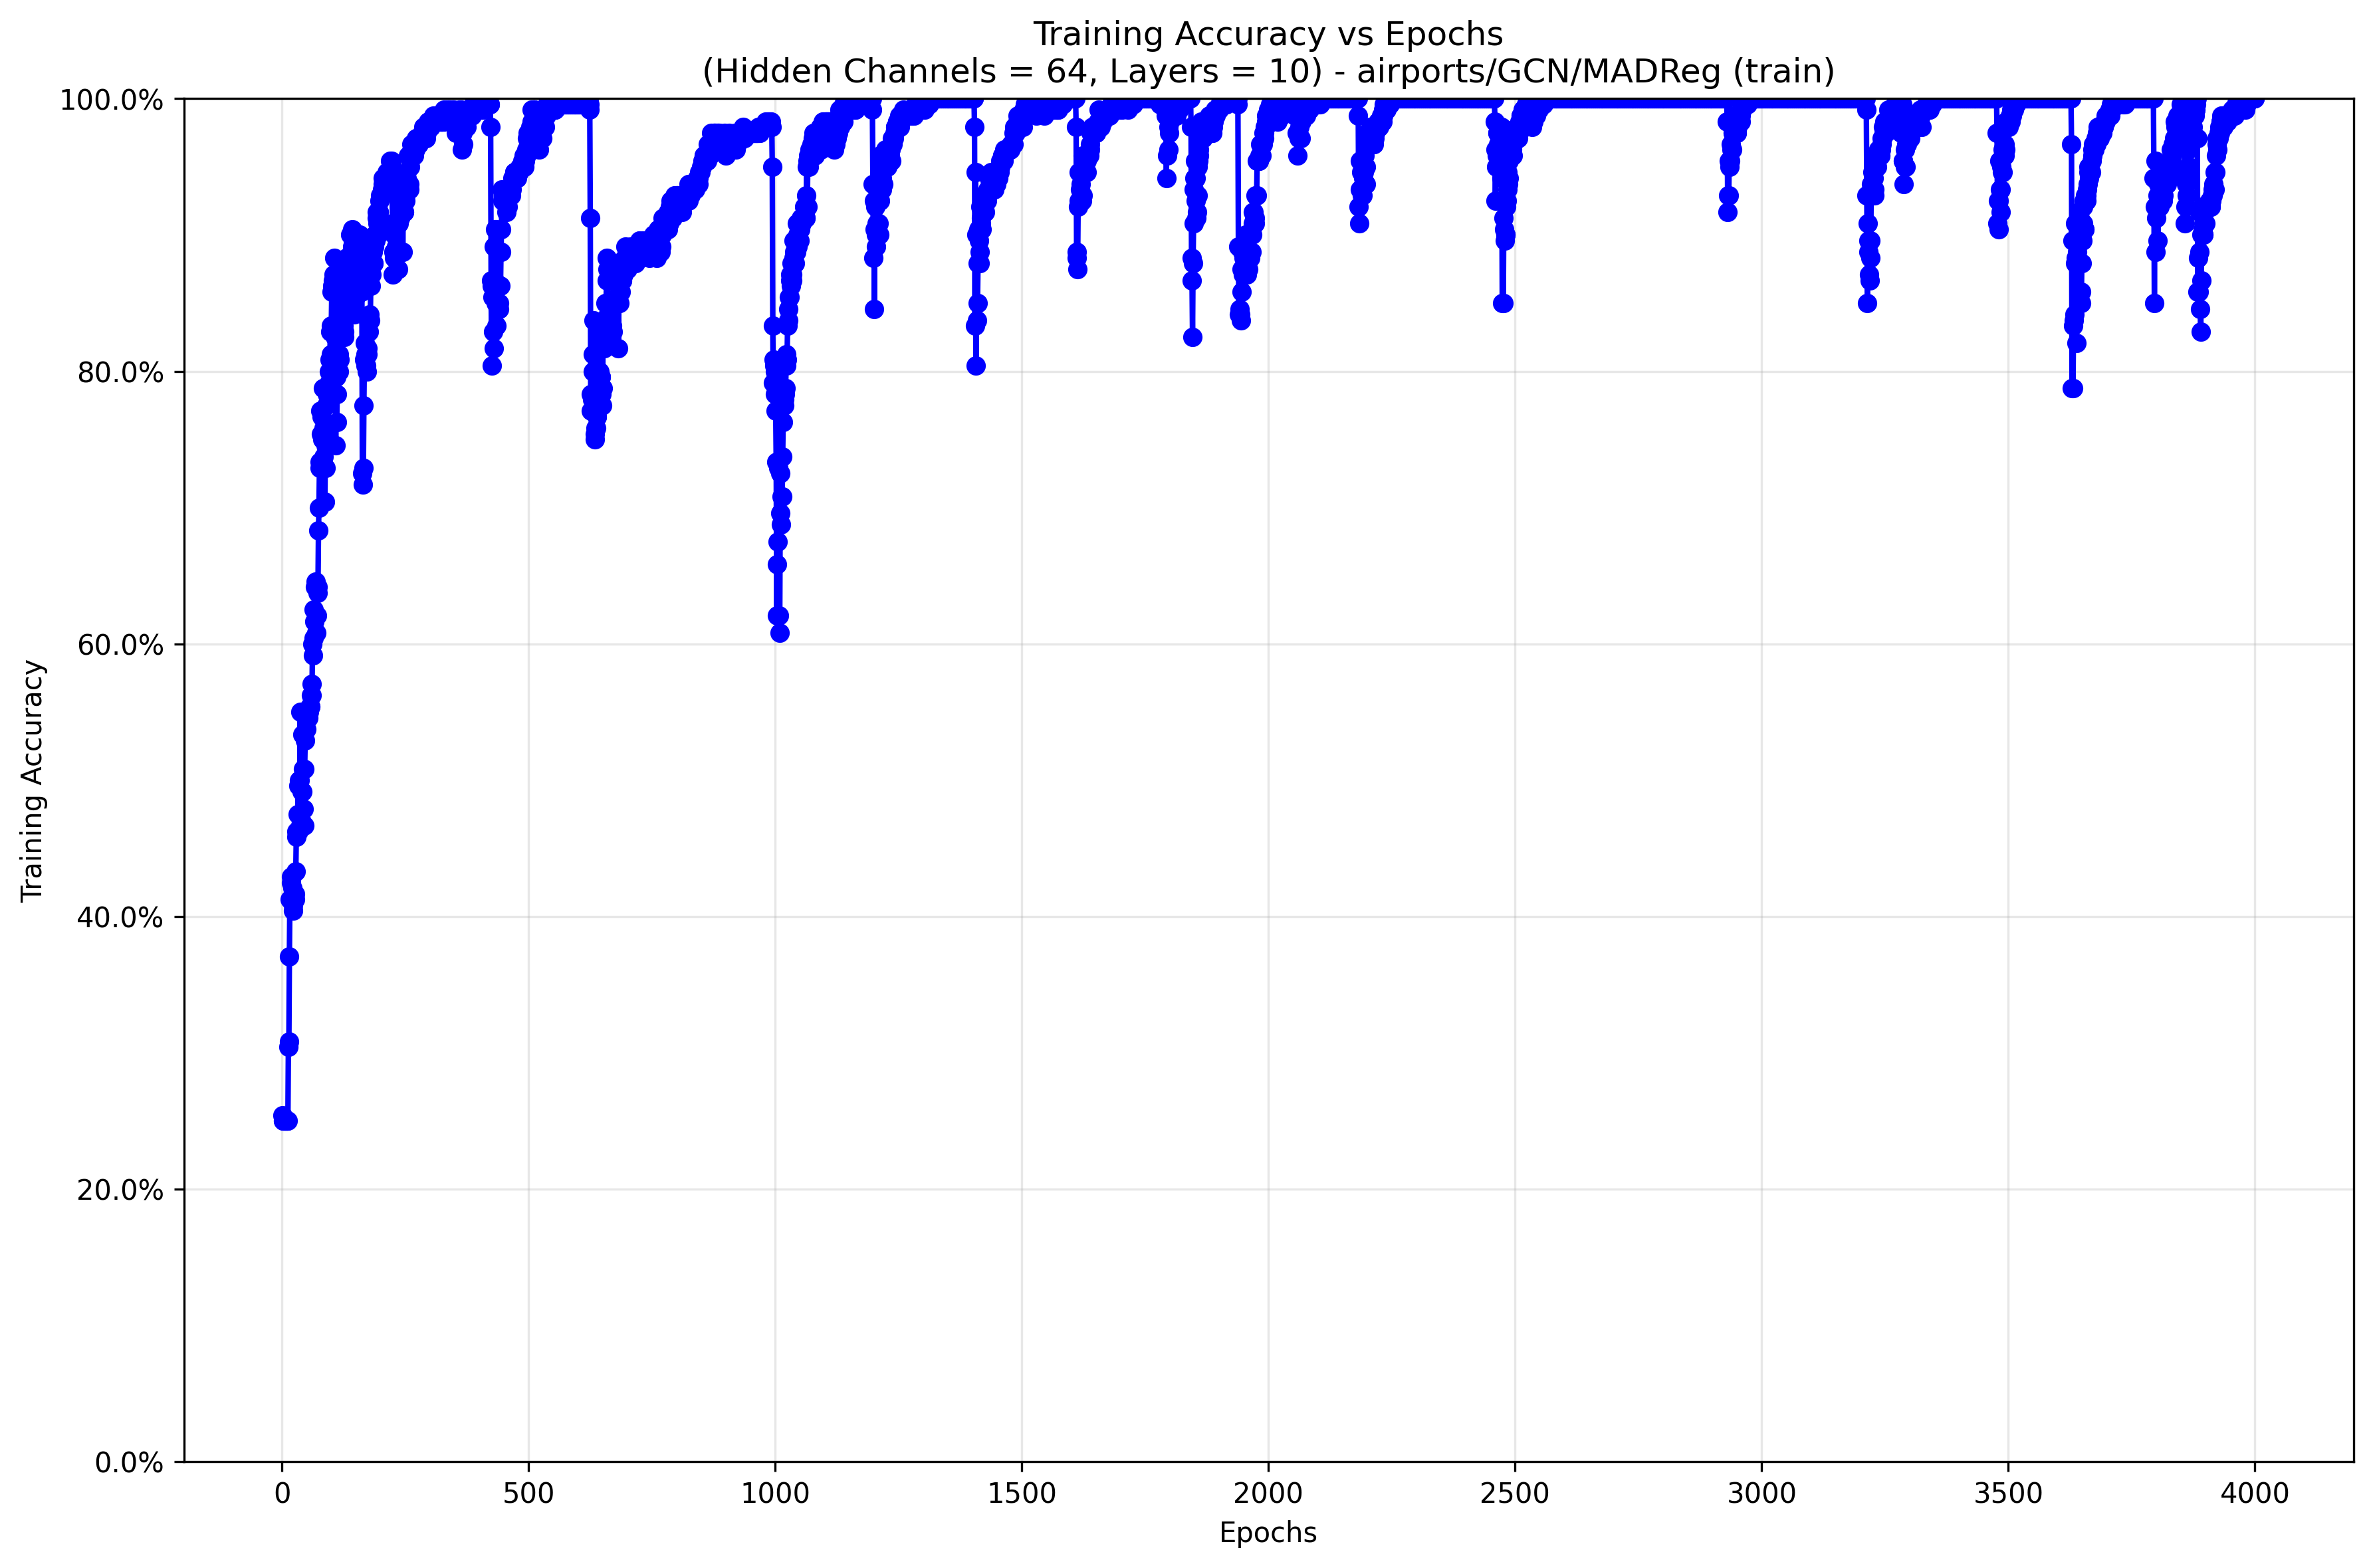 Training Accuracy vs Epochs
(Hidden Channels = 64, Layers = 10) - airports/GCN/MADReg (train)
100.0%
80.0%
60.0%
40.0%
20.0%
0.0%
Training Accuracy
0 500 1000 1500 2000 2500 3000 3500 4000
Epochs